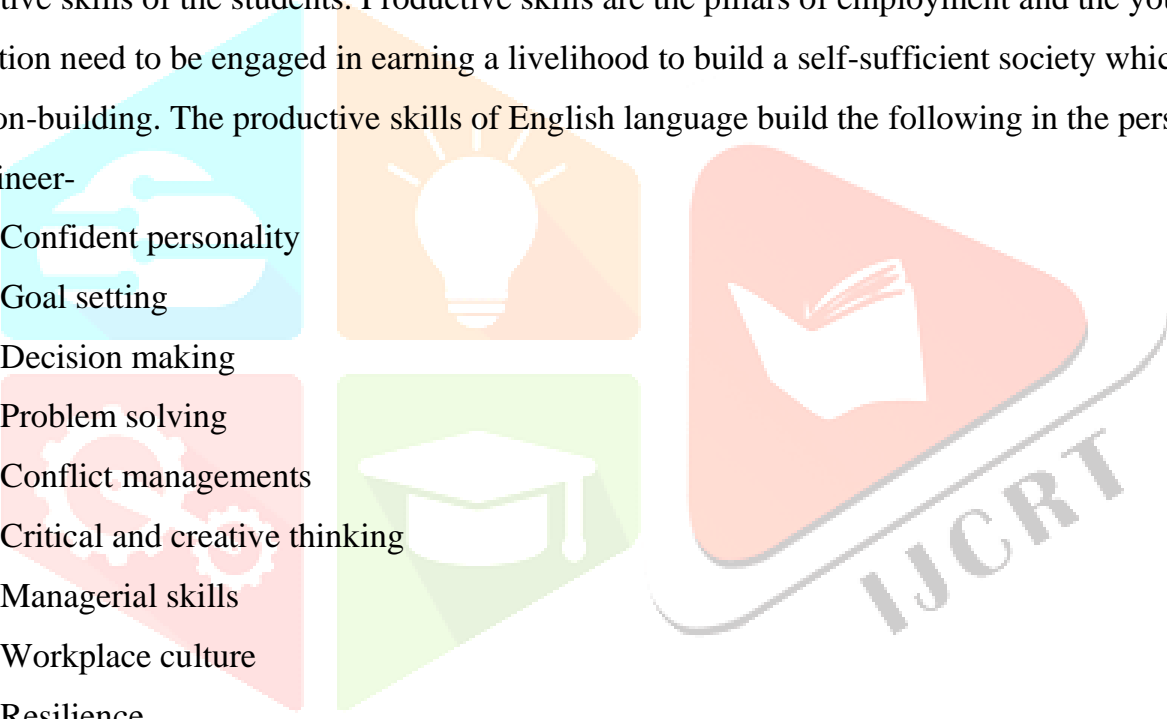 tive skills of the students. Productive skills are the pillars of employment and the you
tion need to be engaged in earning a livelihood to build a self-sufficient society whic
on-building. The productive skills of English language build the following in the pers
ineer-
Confident personality
Goal setting
Decision making
Problem solving
Conflict managements
Critical and creative thinking
Managerial skills
Workplace culture
Resilience
IJCRT